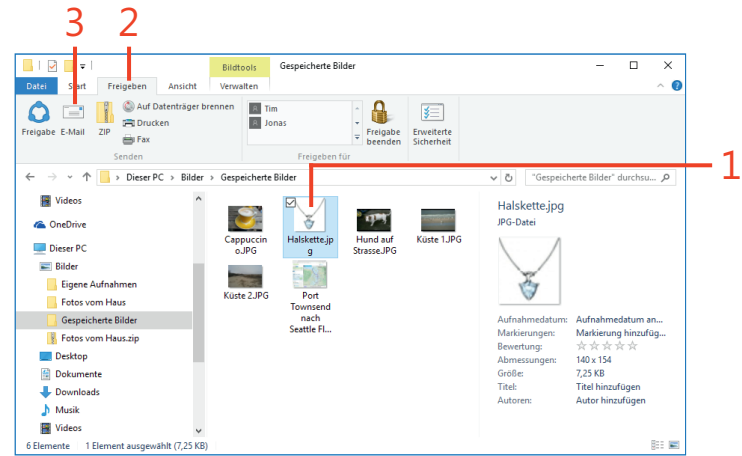 3 2
Bildtools Gespeicherte Bilder
Datei Start Freigeben Ansicht Verwalten
Freigabe E-Mail ZIP
Auf Datenträger brennen
Drucken
Fax
Tim
Jonas
Freigabe beenden
Erweiterte Sicherheit
Senden Freigeben für
1
Dieser PC > Bilder > Gespeicherte Bilder
"Gespeicherte Bilder" durchsu...
Videos
OneDrive
Dieser PC
Bilder
Eigene Aufnahmen
Fotos vom Haus
Gespeicherte Bilder
Fotos vom Haus.zip
Desktop
Dokumente
Downloads
Musik
Videos
Cappuccin
o.JPG
Halskette.jp
g
Hund auf
Strasse.JPG
Küste 1.JPG
Küste 2.JPG
Port
Townsend
nach
Seattle Fl...
Halskette.jpg
JPG-Datei
Aufnahmedatum: Aufnahmedatum an...
Markierungen: Markierung hinzufüg...
Bewertung:
Abmessungen: 140 x 154
Größe: 7,25 KB
Titel: Titel hinzufügen
Autoren: Autor hinzufügen
6 Elemente 1 Element ausgewählt (7,25 KB)